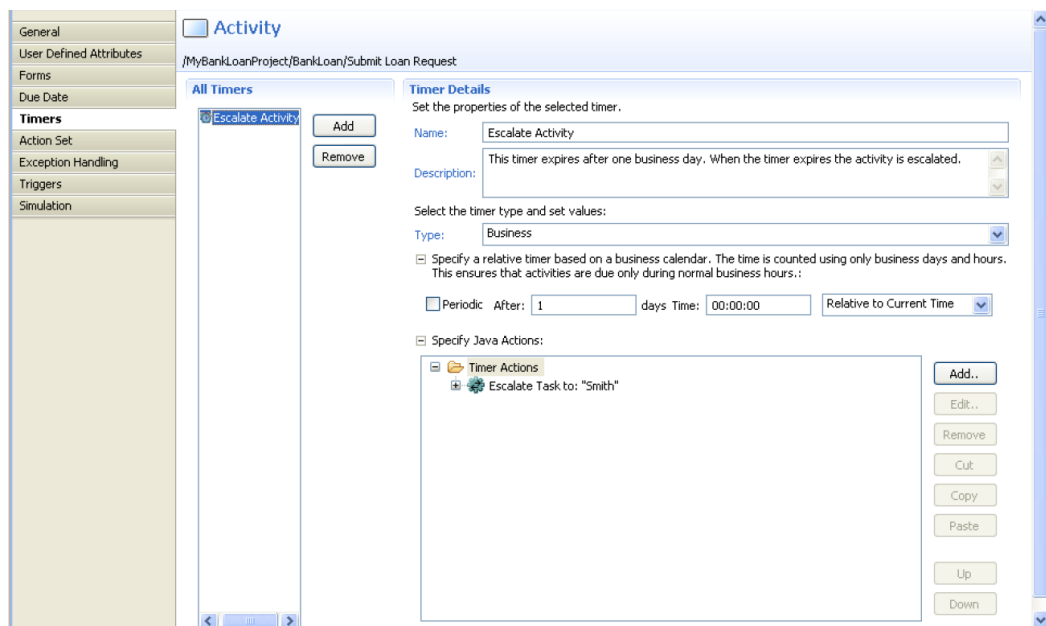 General
User Defined Attributes
Forms
Due Date
Timers
Action Set
Exception Handling
Triggers
Simulation
Activity
/MyBankLoanProject/BankLoan/Submit Loan Request
All Timers
Escalate Activity
Add
Remove
Timer Details
Set the properties of the selected timer.
Name: Escalate Activity
Description: This timer expires after one business day. When the timer expires the activity is escalated.
Select the timer type and set values:
Type: Business
Specify a relative timer based on a business calendar. The time is counted using only business days and hours.
This ensures that activities are due only during normal business hours.:
Periodic After: 1 days Time: 00:00:00 Relative to Current Time
Specify Java Actions:
Timer Actions
Escalate Task to: "Smith"
Add..
Edit..
Remove
Cut
Copy
Paste
Up
Down